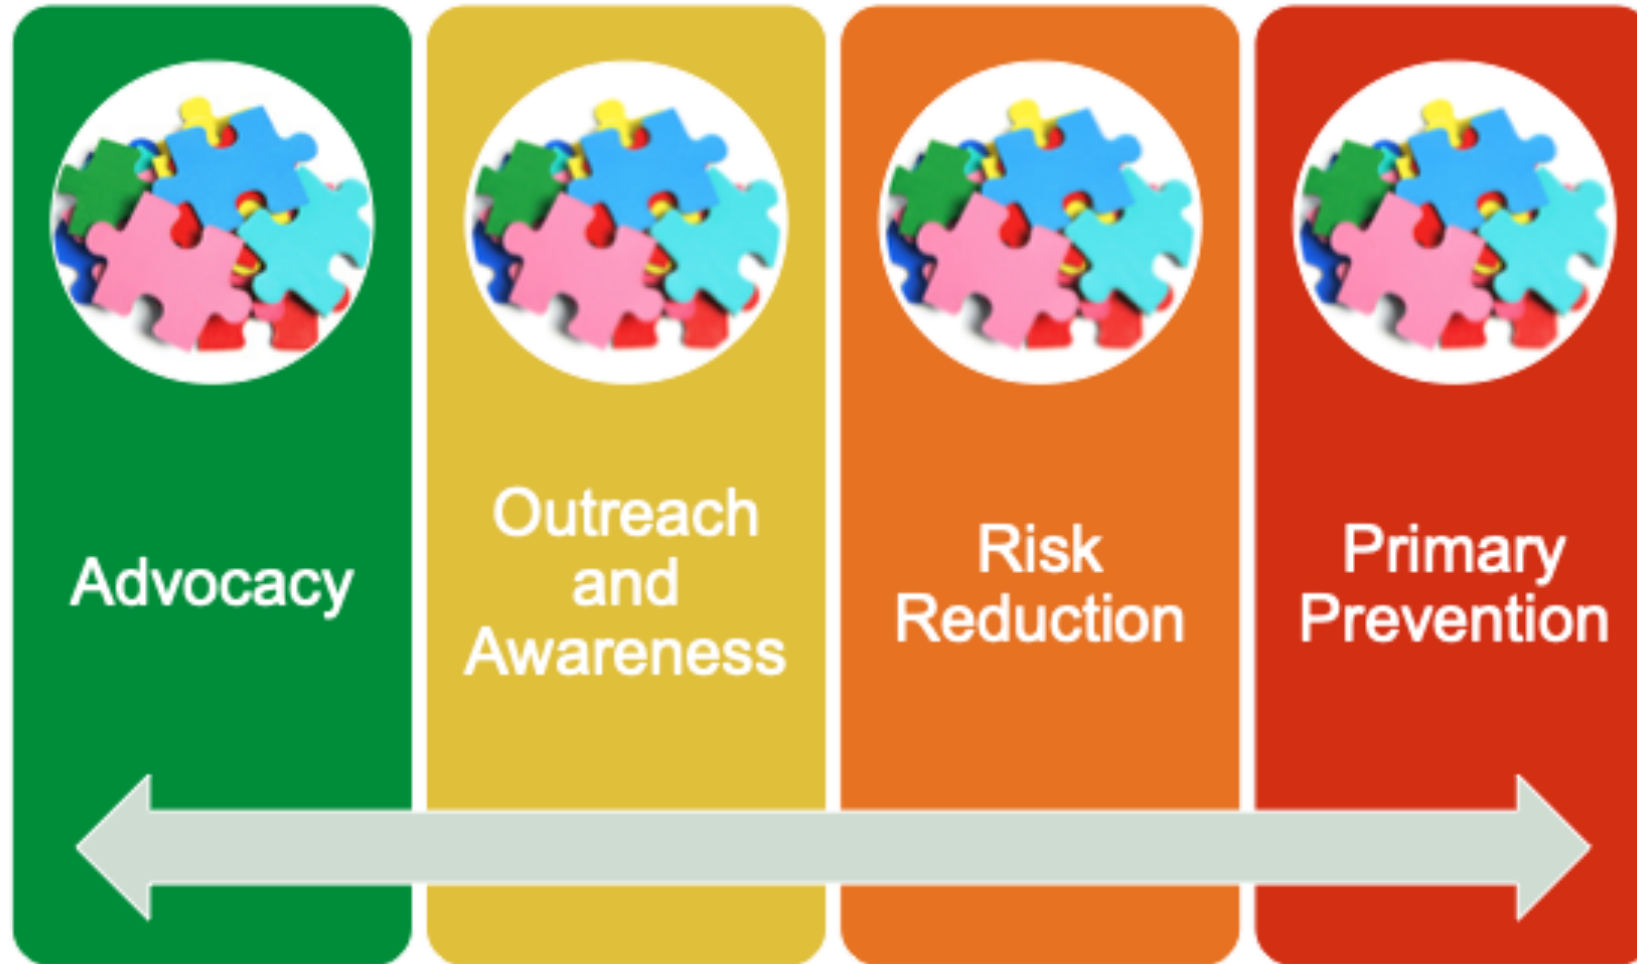 Advocacy
Outreach
and
Awareness
Risk
Reduction
Primary
Prevention